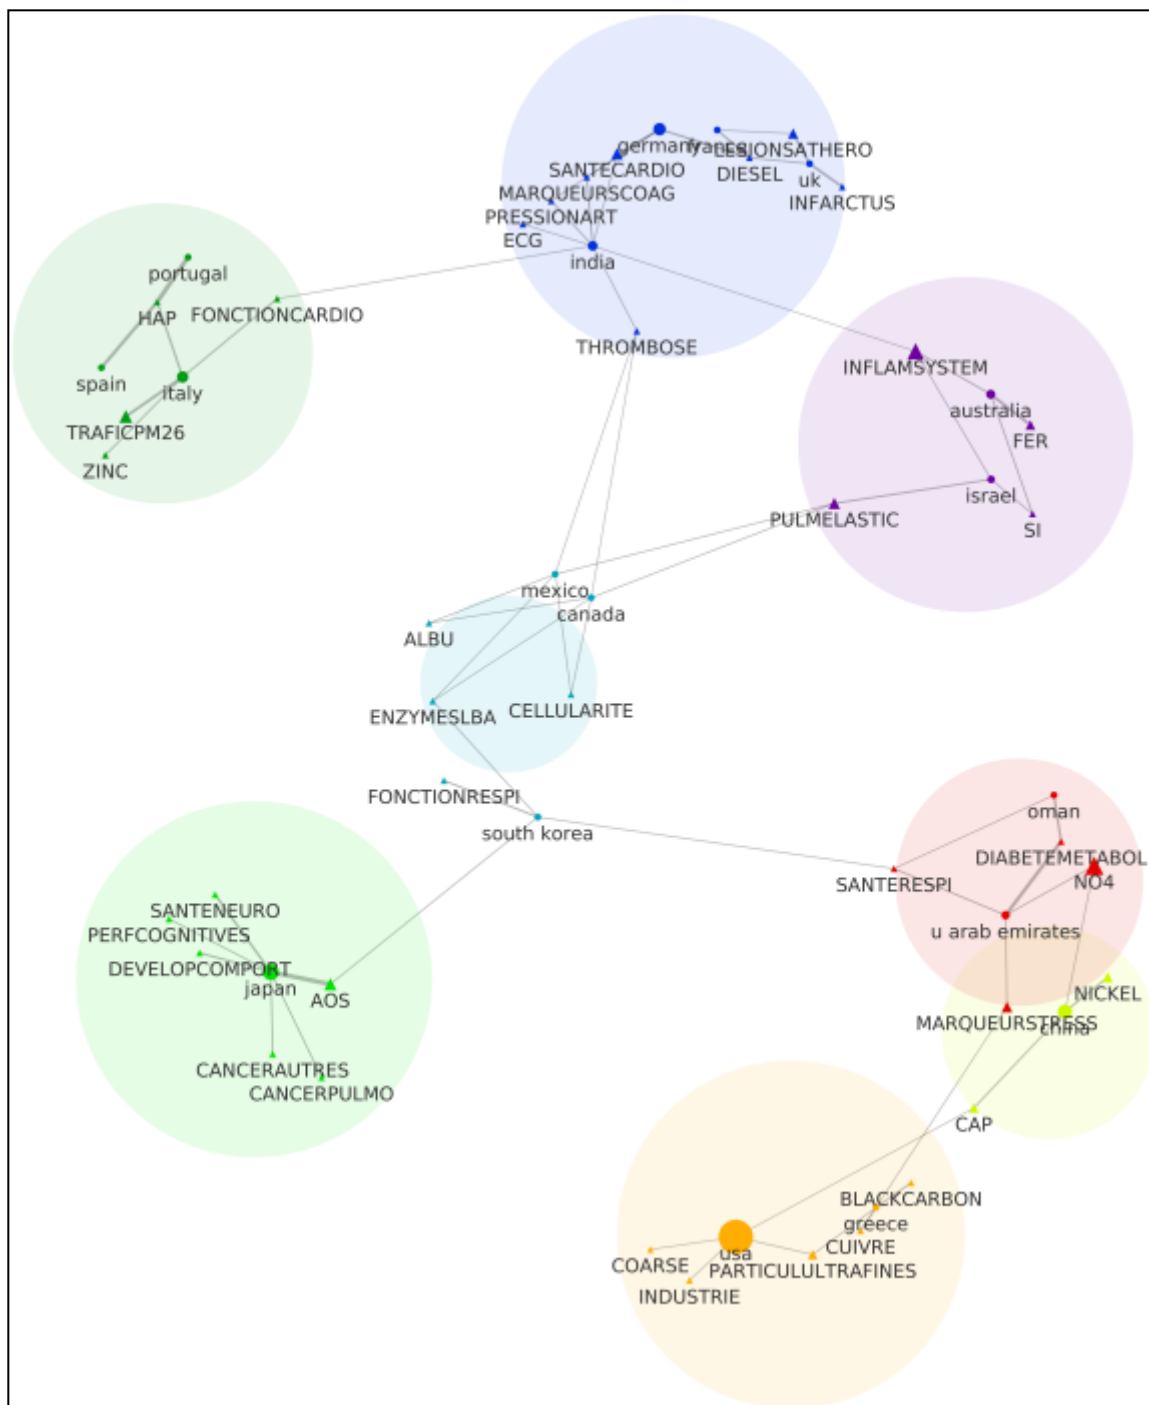 germany
france
LESIONSATHERO
SANTECARDIO
DIESEL
uk
MARQUEURSCOAG
INFARCTUS
PRESSIONART
ECG
india
portugal
HAP
FONCTIONCARDIO
THROMBOSE
spain
italy
INFLAMSYSTEM
australia
TRAFICPM26
FER
ZINC
israel
PULMELASTIC
SI
mexico
canada
ALBU
ENZYMESLBA
CELLULARITE
FONCTIONRESPI
oman
south korea
DIABETEMETABOL
SANTERESPI
NO4
SANTENEURO
PERFCOGNITIVES
u arab emirates
DEVELOPCOMPORT
japan
AOS
NICKEL
MARQUEURSTRESS
china
CANCERAUTRES
CANCERPULMO
CAP
BLACKCARBON
greece
CUIVRE
usa
COARSE
PARTICULULTRAFINES
INDUSTRIE